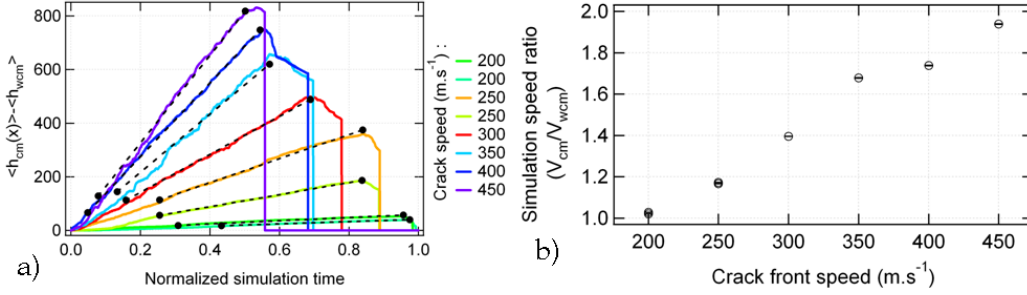 800
600
400
200
0
<h_cm(x)>-<h_wcm>
0.0 0.2 0.4 0.6 0.8 1.0
Normalized simulation time
a)
Crack speed (m.s⁻¹) :
200
200
250
250
300
350
400
450
2.0
1.8
1.6
1.4
1.2
1.0
Simulation speed ratio
(V_cm/V_wcm)
200 250 300 350 400 450
Crack front speed (m.s⁻¹)
b)